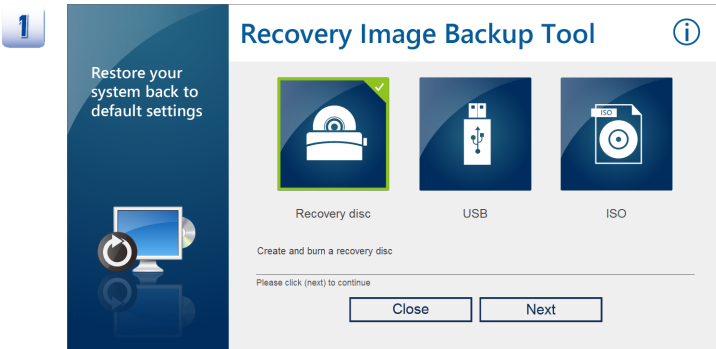 1
Recovery Image Backup Tool
i
Restore your
system back to
default settings
ISO
Recovery disc
USB
ISO
Create and burn a recovery disc
Please click (next) to continue
Close
Next